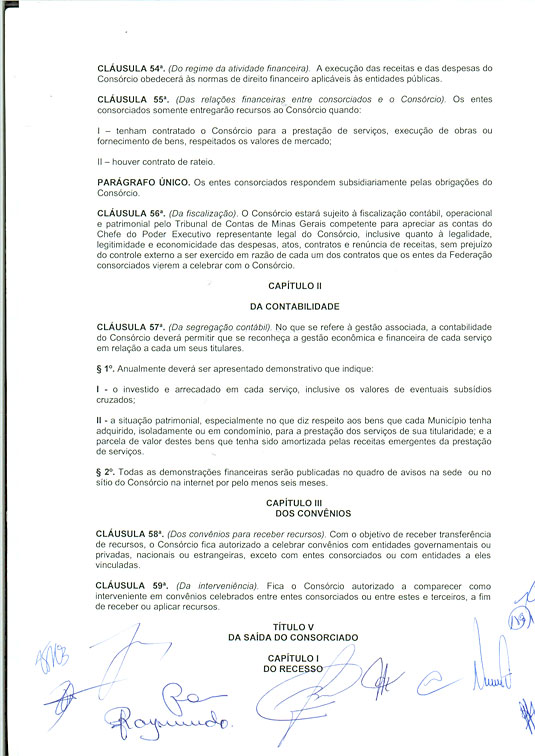 CLÁUSULA 54ª. (Do regime da atividade financeira). A execução das receitas e das despesas do
Consórcio obedecerá às normas de direito financeiro aplicáveis às entidades públicas.
CLÁUSULA 55ª. (Das relações financeiras entre consorciados e o Consórcio). Os entes
consorciados somente entregarão recursos ao Consórcio quando:
I – tenham contratado o Consórcio para a prestação de serviços, execução de obras ou
fornecimento de bens, respeitados os valores de mercado;
II – houver contrato de rateio.
PARÁGRAFO ÚNICO. Os entes consorciados respondem subsidiariamente pelas obrigações do
Consórcio.
CLÁUSULA 56ª. (Da fiscalização). O Consórcio estará sujeito à fiscalização contábil, operacional
e patrimonial pelo Tribunal de Contas de Minas Gerais competente para apreciar as contas do
Chefe do Poder Executivo representante legal do Consórcio, inclusive quanto à legalidade,
legitimidade e economicidade das despesas, atos, contratos e renúncia de receitas, sem prejuízo
do controle externo a ser exercido em razão de cada um dos contratos que os entes da Federação
consorciados vierem a celebrar com o Consórcio.
CAPÍTULO II
DA CONTABILIDADE
CLÁUSULA 57ª. (Da segregação contábil). No que se refere à gestão associada, a contabilidade
do Consórcio deverá permitir que se reconheça a gestão econômica e financeira de cada serviço
em relação a cada um seus titulares.
§ 1º. Anualmente deverá ser apresentado demonstrativo que indique:
I - o investido e arrecadado em cada serviço, inclusive os valores de eventuais subsídios
cruzados;
II - a situação patrimonial, especialmente no que diz respeito aos bens que cada Município tenha
adquirido, isoladamente ou em condomínio, para a prestação dos serviços de sua titularidade; e a
parcela de valor destes bens que tenha sido amortizada pelas receitas emergentes da prestação
de serviços.
§ 2º. Todas as demonstrações financeiras serão publicadas no quadro de avisos na sede ou no
sítio do Consórcio na internet por pelo menos seis meses.
CAPÍTULO III
DOS CONVÊNIOS
CLÁUSULA 58ª. (Dos convênios para receber recursos). Com o objetivo de receber transferência
de recursos, o Consórcio fica autorizado a celebrar convênios com entidades governamentais ou
privadas, nacionais ou estrangeiras, exceto com entes consorciados ou com entidades a eles
vinculadas.
CLÁUSULA 59ª. (Da interveniência). Fica o Consórcio autorizado a comparecer como
interveniente em convênios celebrados entre entes consorciados ou entre estes e terceiros, a fim
de receber ou aplicar recursos.
TÍTULO V
DA SAÍDA DO CONSORCIADO
CAPÍTULO I
DO RECESSO
Raymundo.